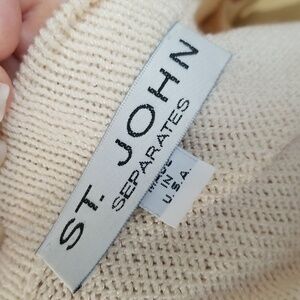 ST. JOHN
SEPARATES
MADE
IN
U.S.A.